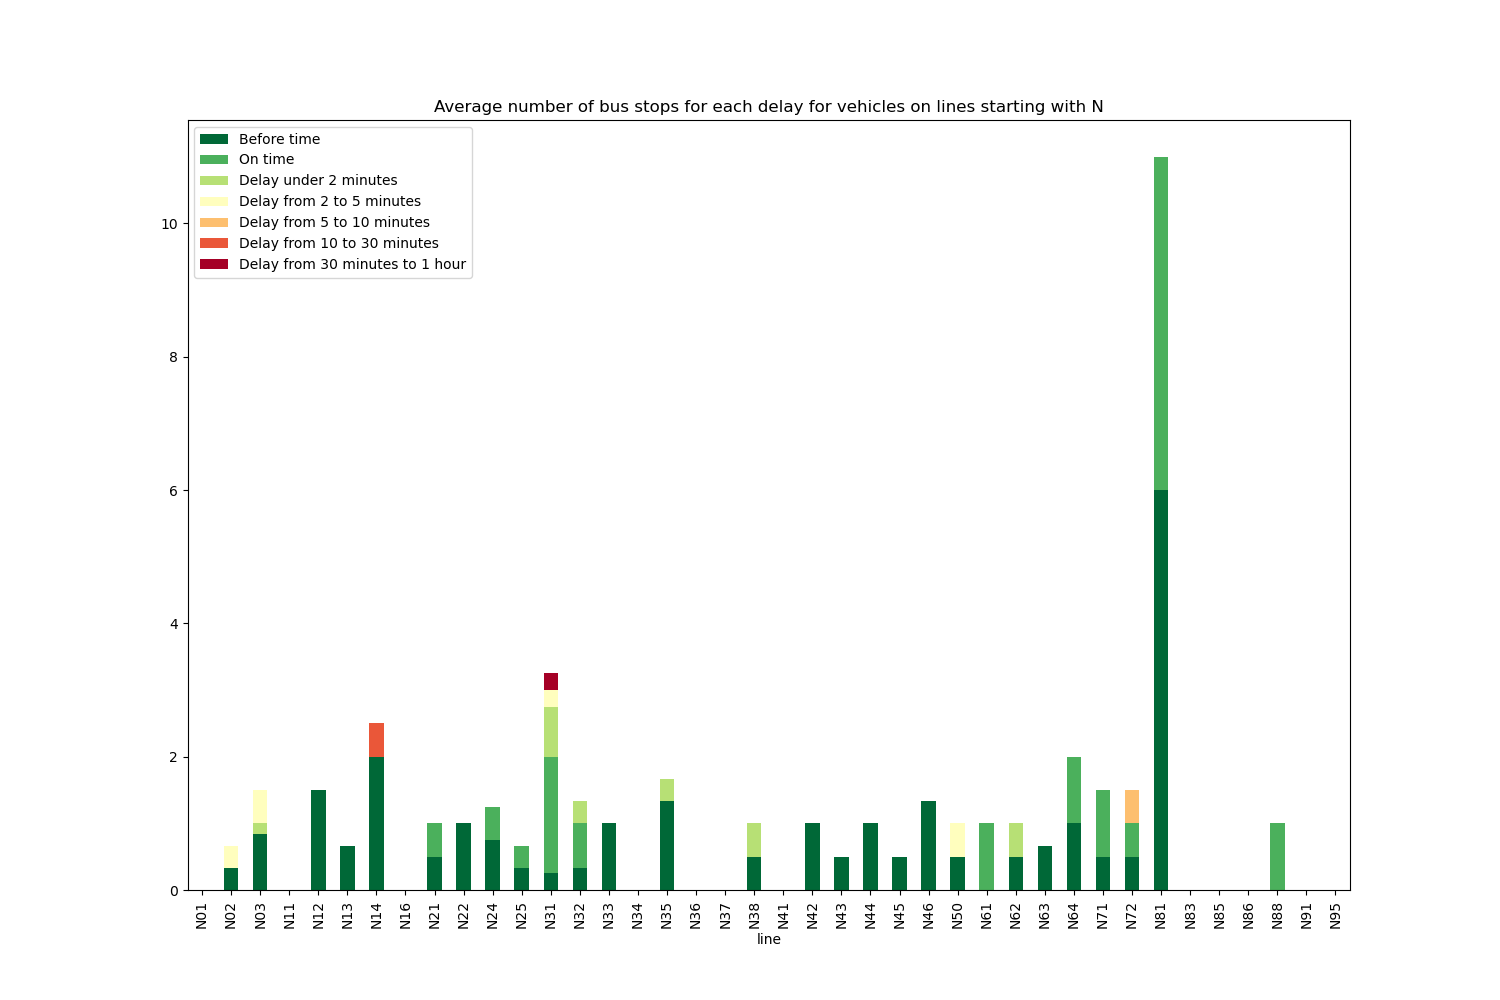 Average number of bus stops for each delay for vehicles on lines starting with N
Before time
On time
Delay under 2 minutes
Delay from 2 to 5 minutes
Delay from 5 to 10 minutes
Delay from 10 to 30 minutes
Delay from 30 minutes to 1 hour
10
8
6
4
2
0
N01 N02 N03 N11 N12 N13 N14 N16 N21 N22 N24 N25 N31 N32 N33 N34 N35 N36 N37 N38 N41 N42 N43 N44 N45 N46 N50 N61 N62 N63 N64 N71 N72 N81 N83 N85 N86 N88 N91 N95
line